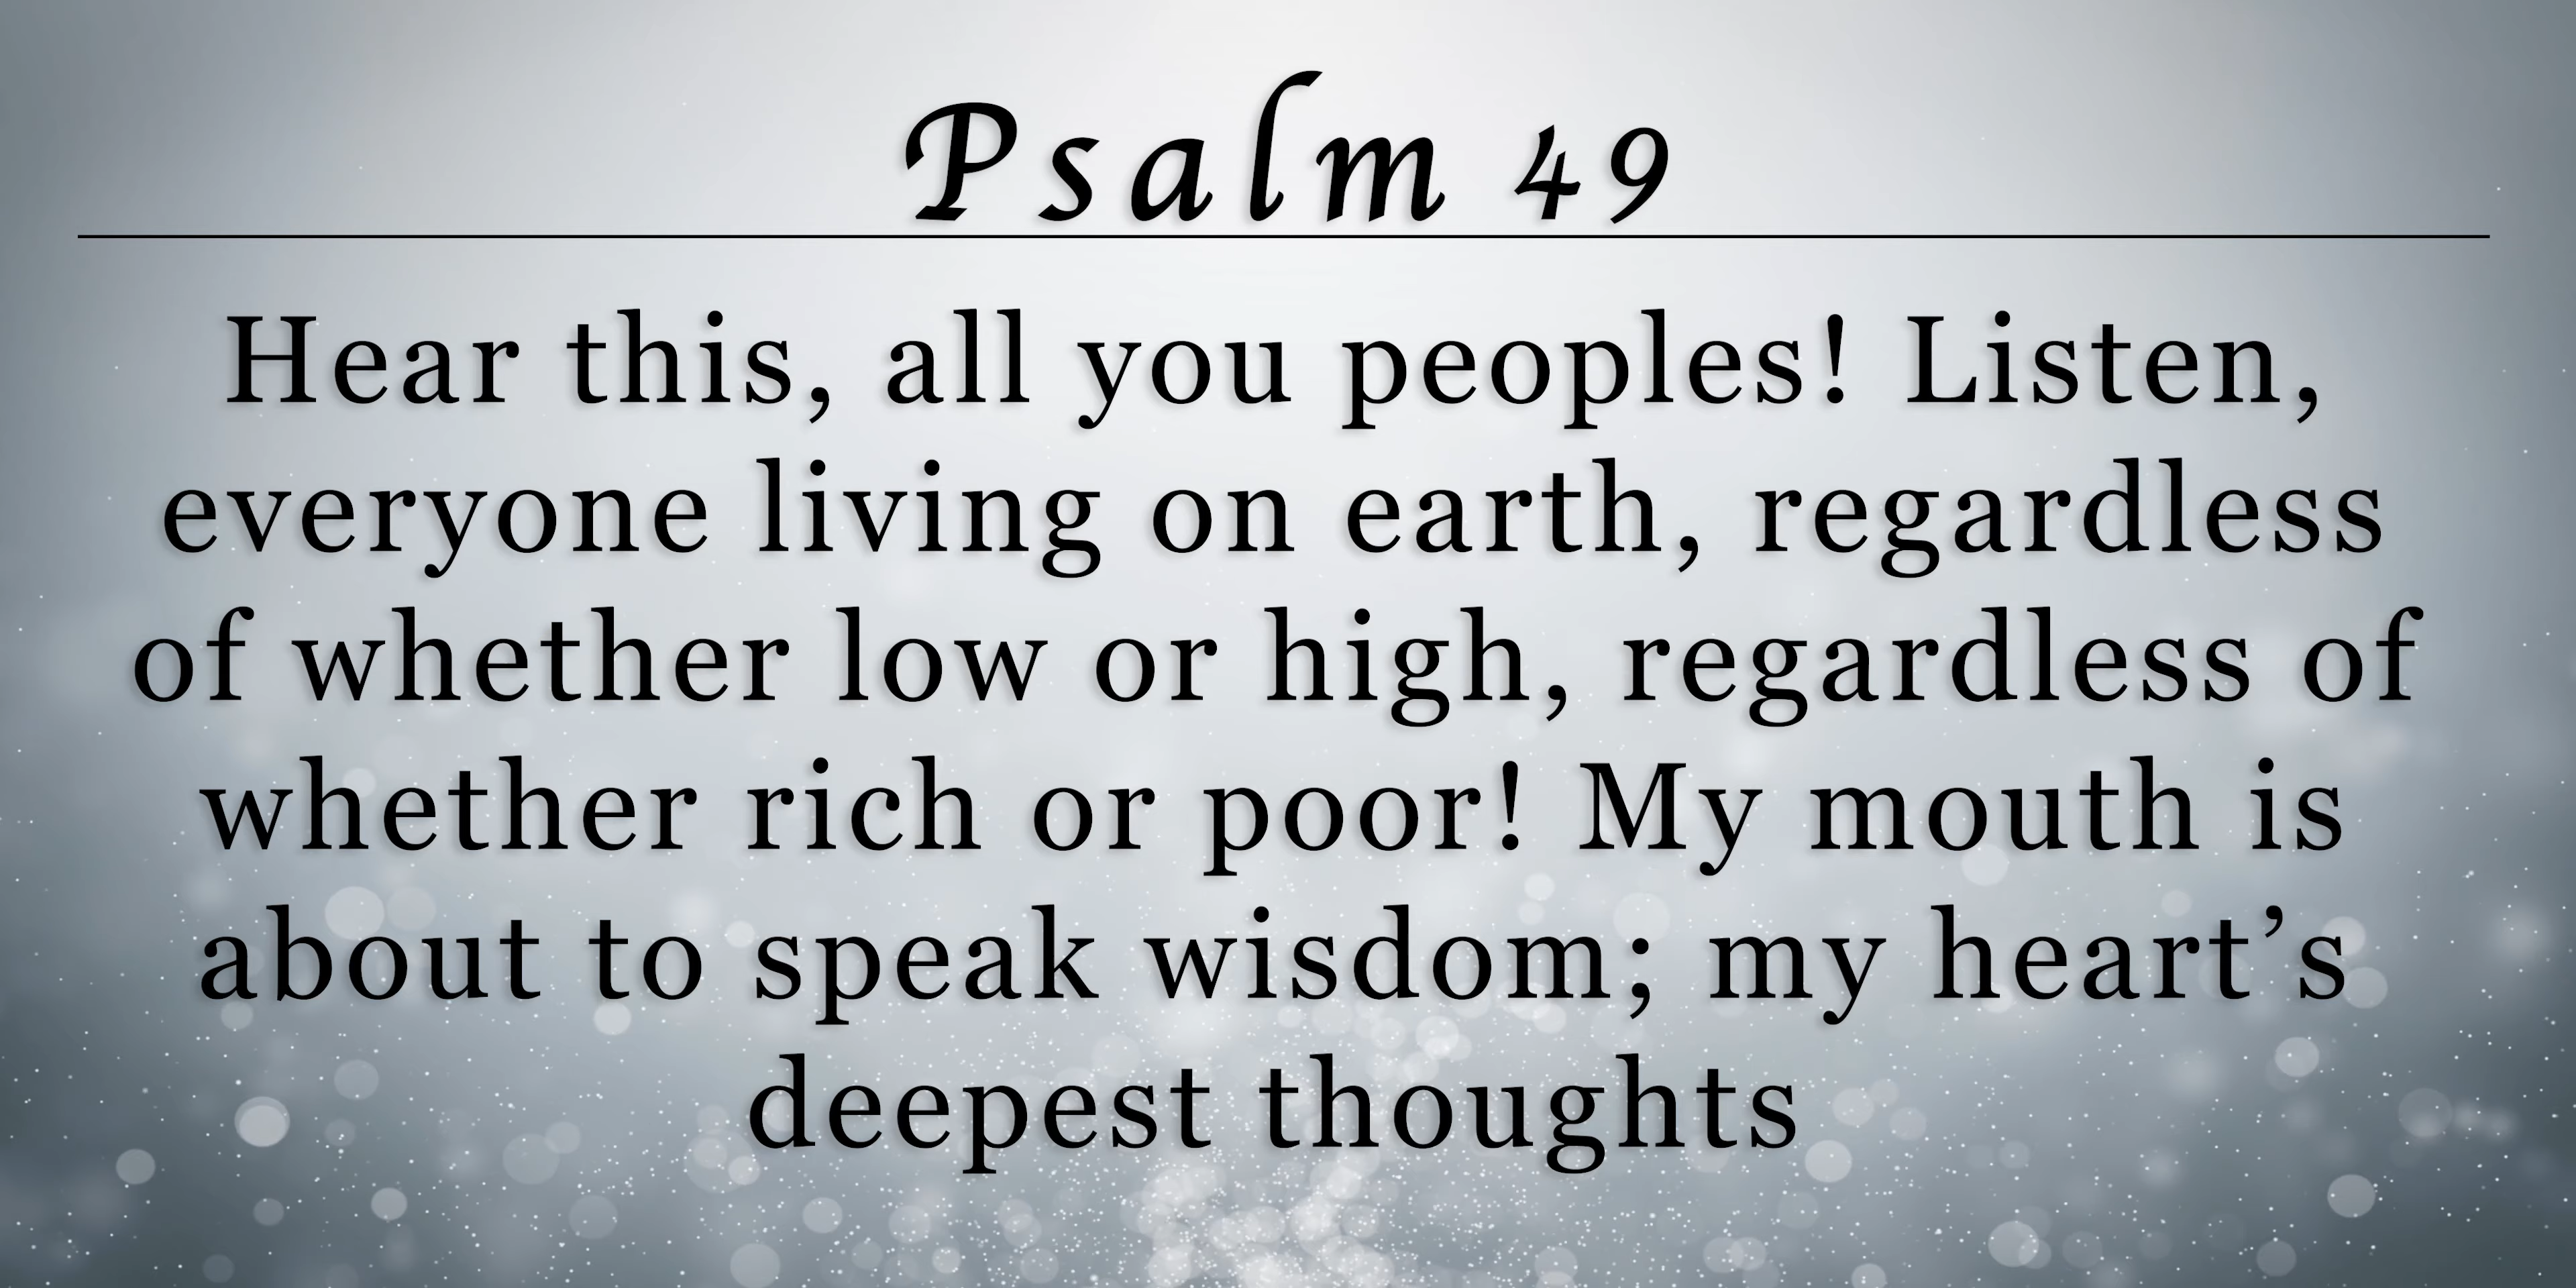 Psalm 49
Hear this, all you peoples! Listen,
everyone living on earth, regardless
of whether low or high, regardless of
whether rich or poor! My mouth is
about to speak wisdom; my heart’s
deepest thoughts